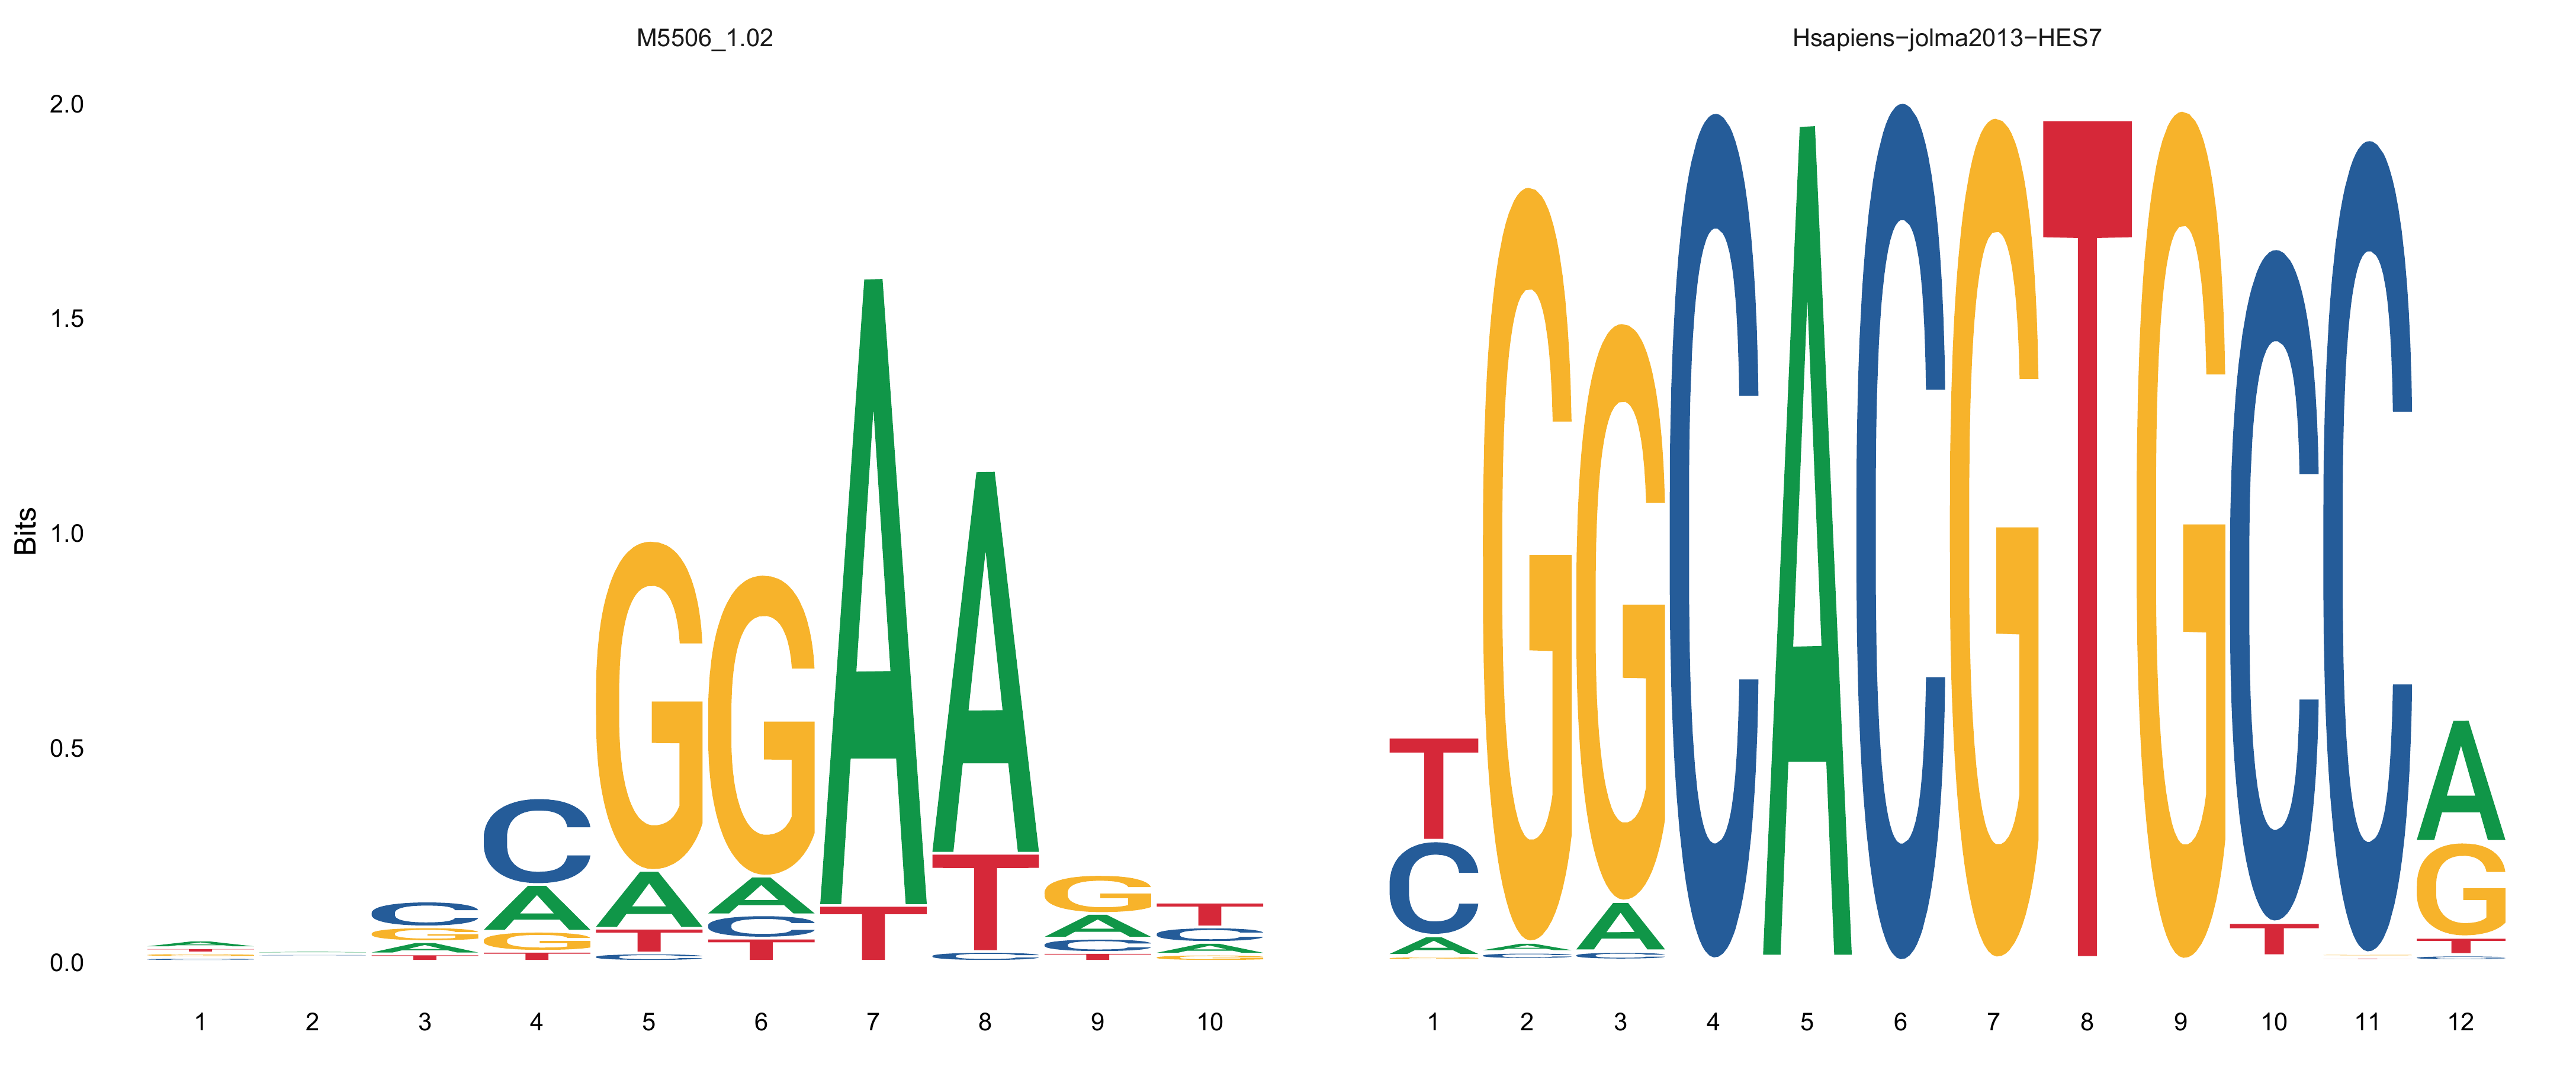 M5506_1.02
Hsapiens−jolma2013−HES7
Bits
2.0
1.5
1.0
0.5
0.0
A T G C
C G A T
C A G T
G A T C
G A C T
A T
A T C
G A C T
T C A G
T C A G
G A C
G A C
C
A
C
G
T
G
C T
C
A G T C
1 2 3 4 5 6 7 8 9 10
1 2 3 4 5 6 7 8 9 10 11 12